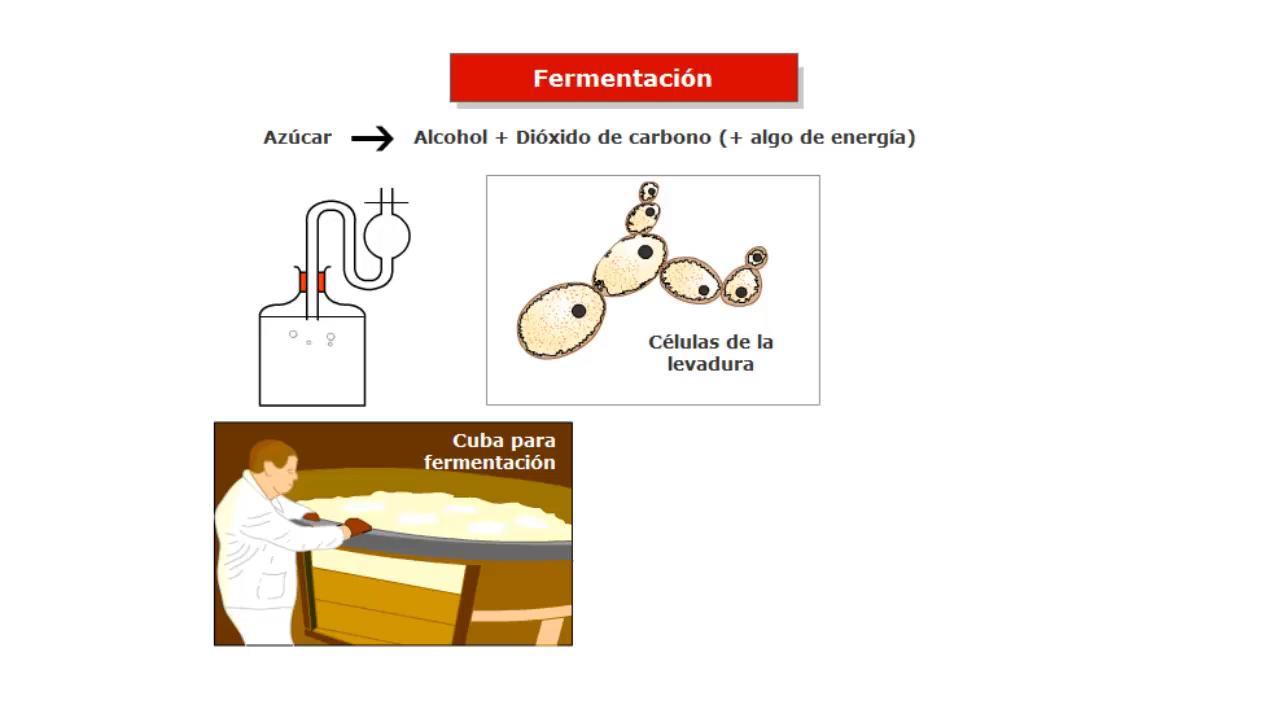 Fermentación
Azúcar → Alcohol + Dióxido de carbono (+ algo de energía)
Células de la
levadura
Cuba para
fermentación